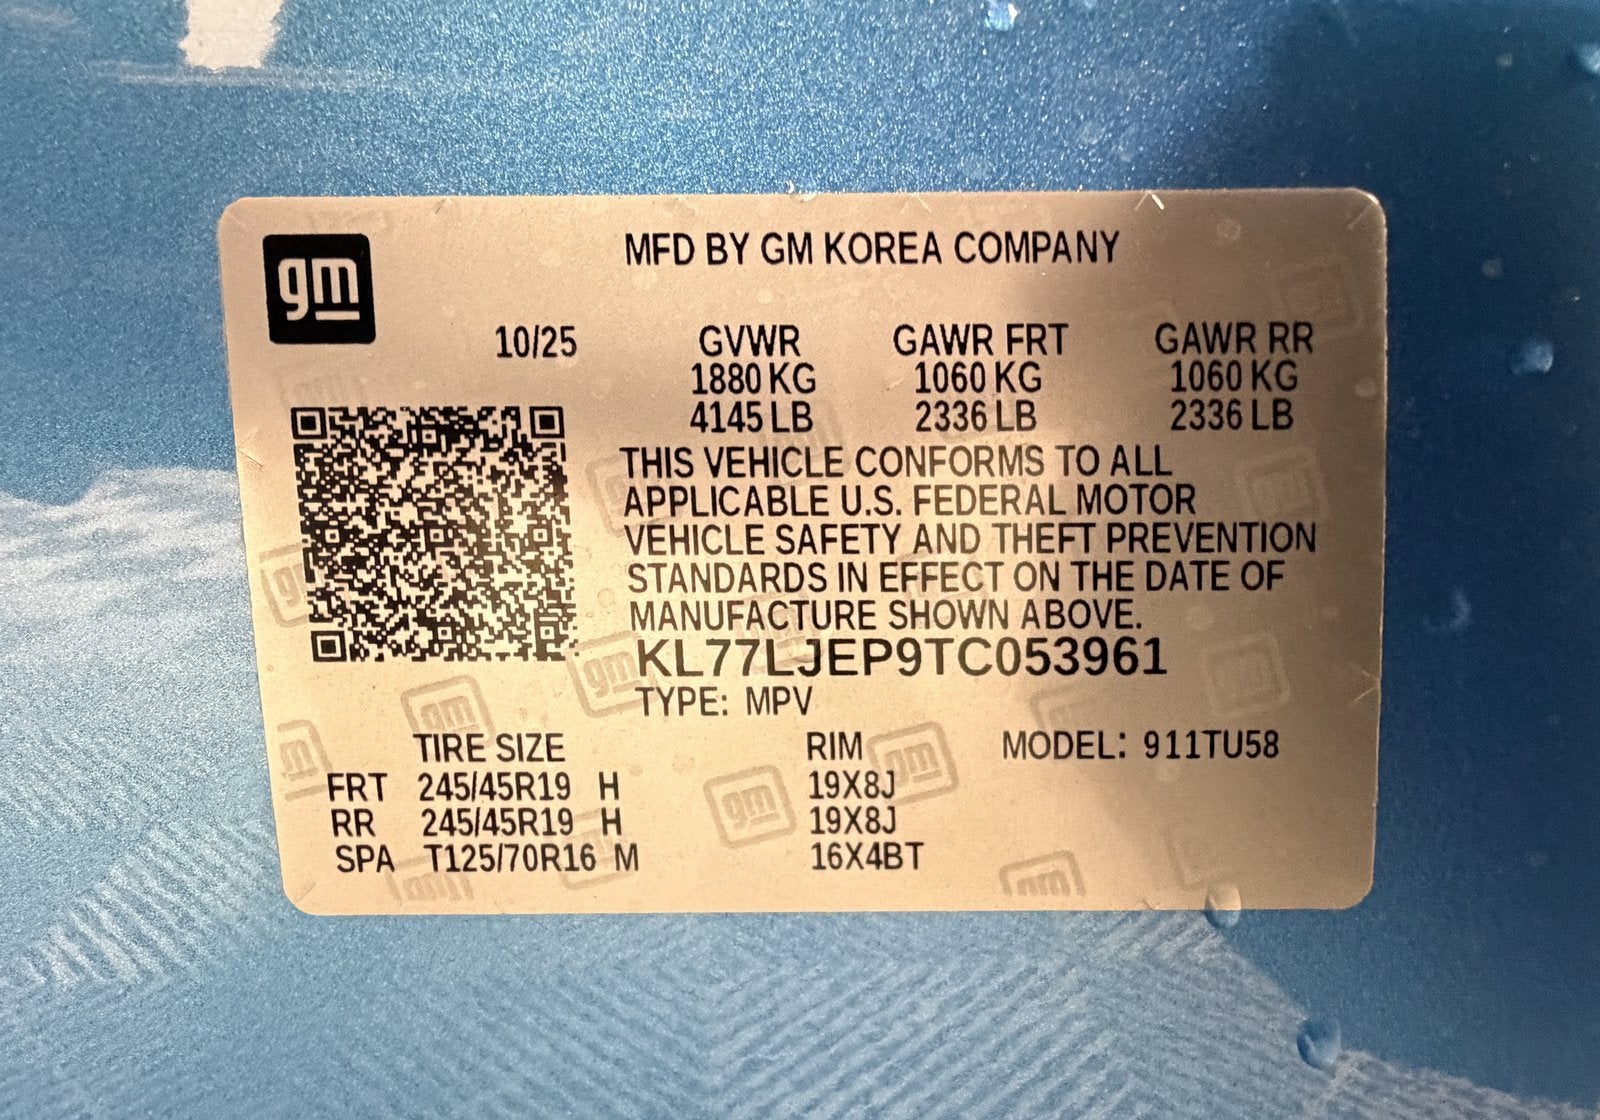 gm
MFD BY GM KOREA COMPANY
10/25 GVWR GAWR FRT GAWR RR
1880 KG 1060 KG 1060 KG
4145 LB 2336 LB 2336 LB
THIS VEHICLE CONFORMS TO ALL
APPLICABLE U.S. FEDERAL MOTOR
VEHICLE SAFETY AND THEFT PREVENTION
STANDARDS IN EFFECT ON THE DATE OF
MANUFACTURE SHOWN ABOVE.
KL77LJEP9TC053961
TYPE: MPV
TIRE SIZE RIM MODEL: 911TU58
FRT 245/45R19 H 19X8J
RR 245/45R19 H 19X8J
SPA T125/70R16 M 16X4BT